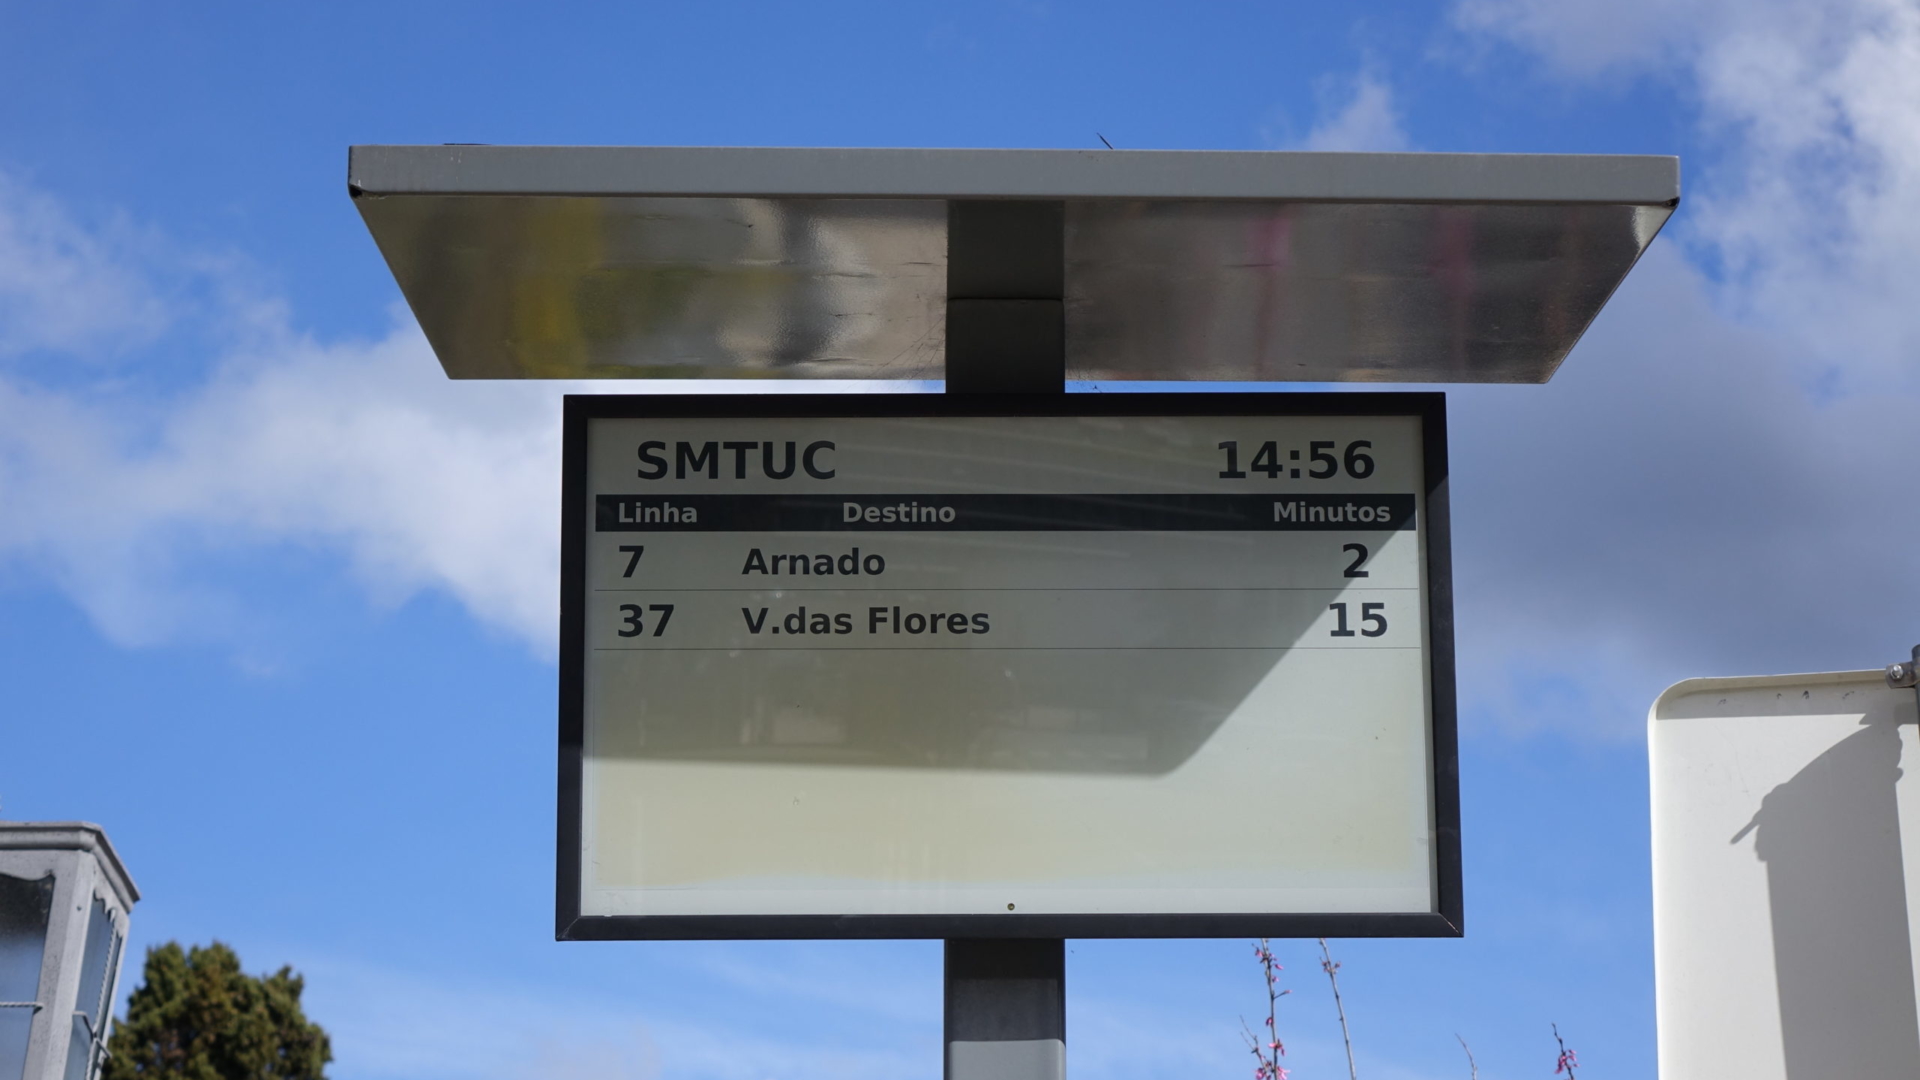 SMTUC 14:56
Linha Destino Minutos
7 Arnado 2
37 V.das Flores 15